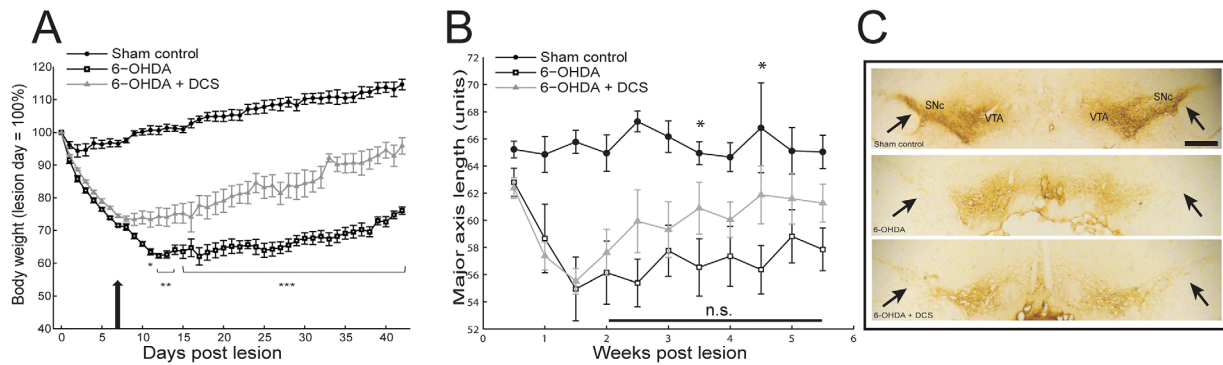 A
Sham control
6-OHDA
6-OHDA + DCS
Body weight (lesion day = 100%)
120
110
100
90
80
70
60
50
40
*
**
***
0 5 10 15 20 25 30 35 40
Days post lesion
B
Sham control
6-OHDA
6-OHDA + DCS
Major axis length (units)
72
70
68
66
64
62
60
58
56
54
52
*
*
n.s.
0 1 2 3 4 5 6
Weeks post lesion
C
SNc
VTA
VTA
SNc
Sham control
6-OHDA
6-OHDA + DCS